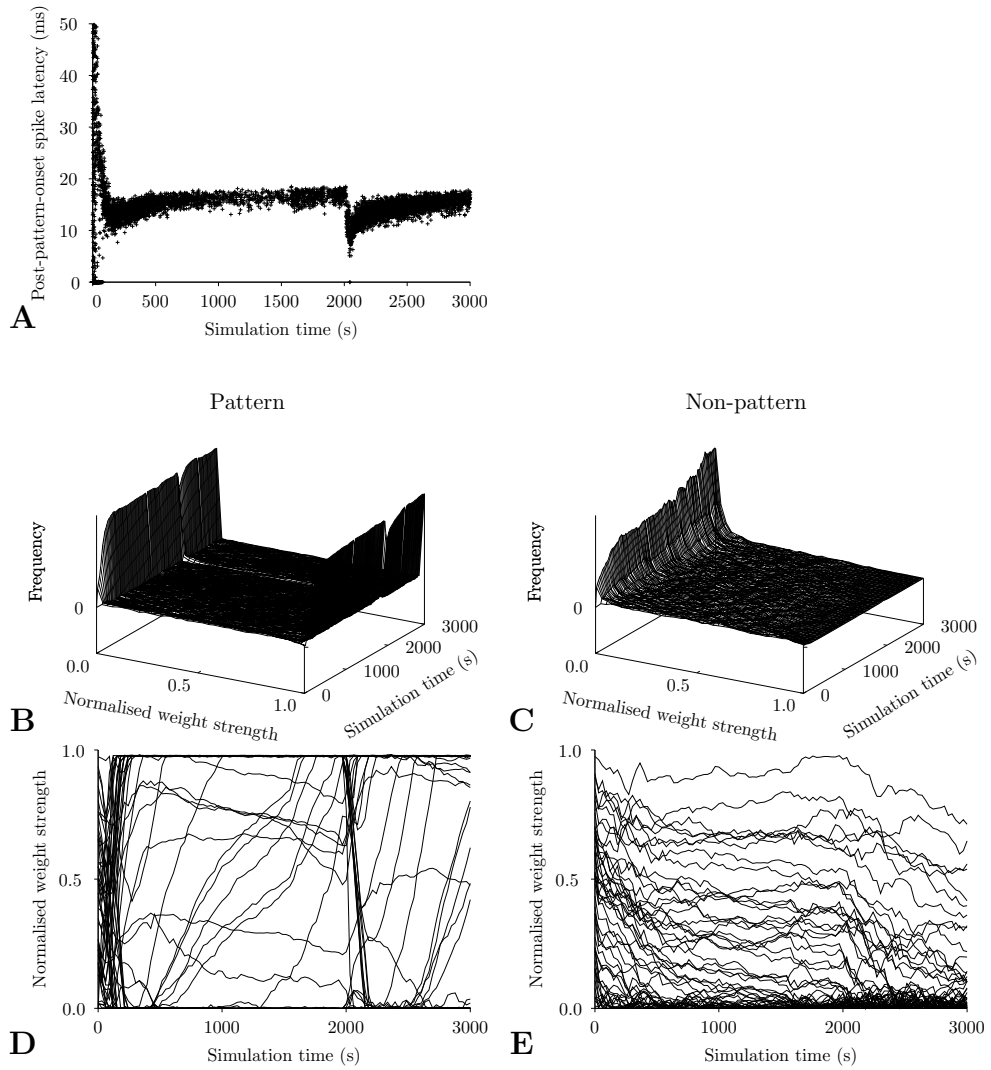 Post-pattern-onset spike latency (ms)
50
40
30
20
10
0
0 500 1000 1500 2000 2500 3000
Simulation time (s)
A
Pattern
Frequency
0
0.0
0.5
1.0
Normalised weight strength
0
1000
2000
3000
Simulation time (s)
B
Non-pattern
Frequency
0
0.0
0.5
1.0
Normalised weight strength
0
1000
2000
3000
Simulation time (s)
C
Normalised weight strength
1.0
0.5
0.0
0 1000 2000 3000
Simulation time (s)
D
Normalised weight strength
1.0
0.5
0.0
0 1000 2000 3000
Simulation time (s)
E